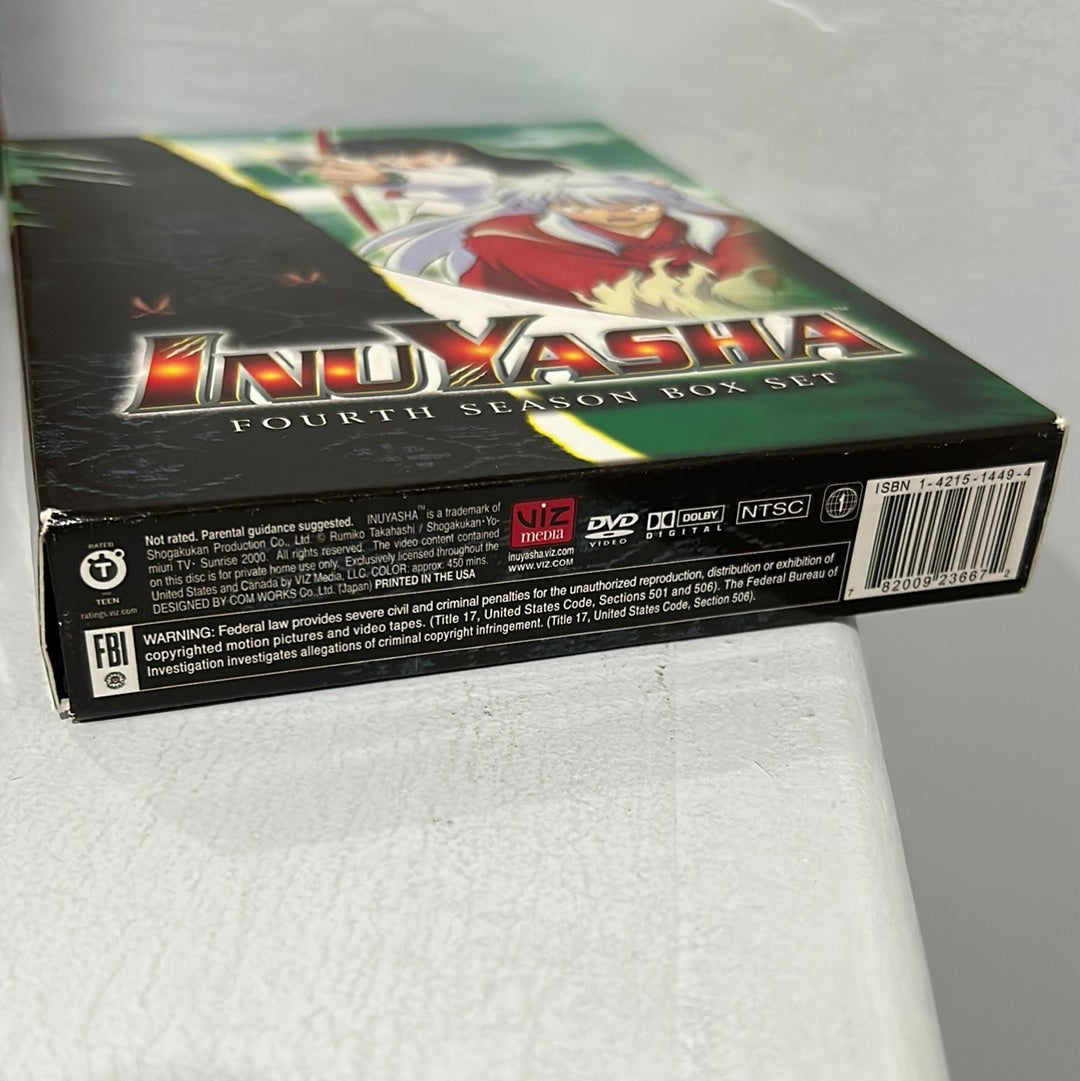 INUYASHA™
FOURTH SEASON BOX SET
RATED
T
FOR TEEN
ratings.viz.com
Not rated. Parental guidance suggested. INUYASHA™ is a trademark of
Shogakukan Production Co., Ltd. © Rumiko Takahashi / Shogakukan・Yo-
miuri TV・Sunrise 2000. All rights reserved. The video content contained
on this disc is for private home use only. Exclusively licensed throughout the
United States and Canada by VIZ Media, LLC. COLOR: approx. 450 mins.
DESIGNED BY COM WORKS Co., Ltd. (Japan) PRINTED IN THE USA
VIZ
media
inuyasha.viz.com
www.viz.com
DVD
VIDEO
DOLBY
DIGITAL
NTSC
1
ISBN 1-4215-1449-4
7 82009 23667 2
FBI
WARNING: Federal law provides severe civil and criminal penalties for the unauthorized reproduction, distribution or exhibition of
copyrighted motion pictures and video tapes. (Title 17, United States Code, Sections 501 and 506). The Federal Bureau of
Investigation investigates allegations of criminal copyright infringement. (Title 17, United States Code, Section 506).